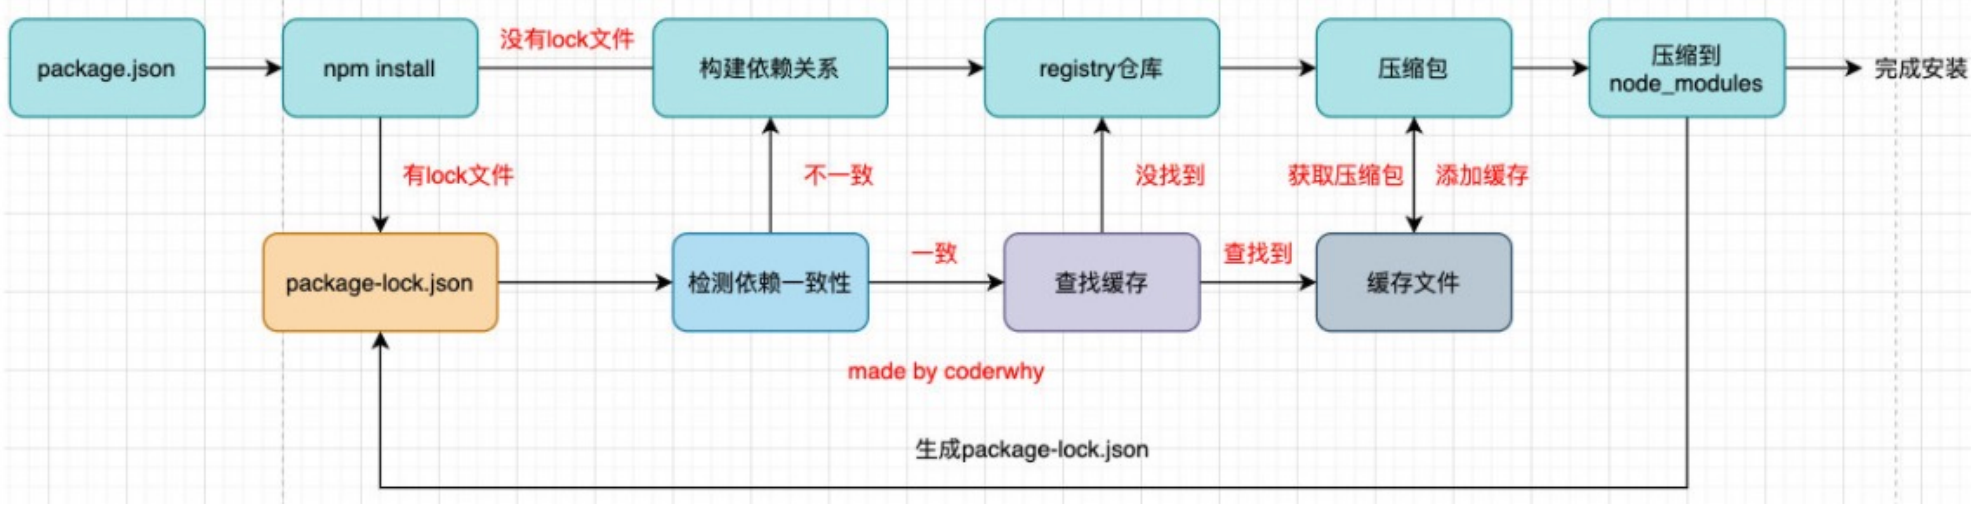 package.json
npm install
没有lock文件
构建依赖关系
registry仓库
压缩包
压缩到
node_modules
完成安装
有lock文件
不一致
没找到
获取压缩包
添加缓存
package-lock.json
检测依赖一致性
一致
查找缓存
查找到
缓存文件
made by coderwhy
生成package-lock.json